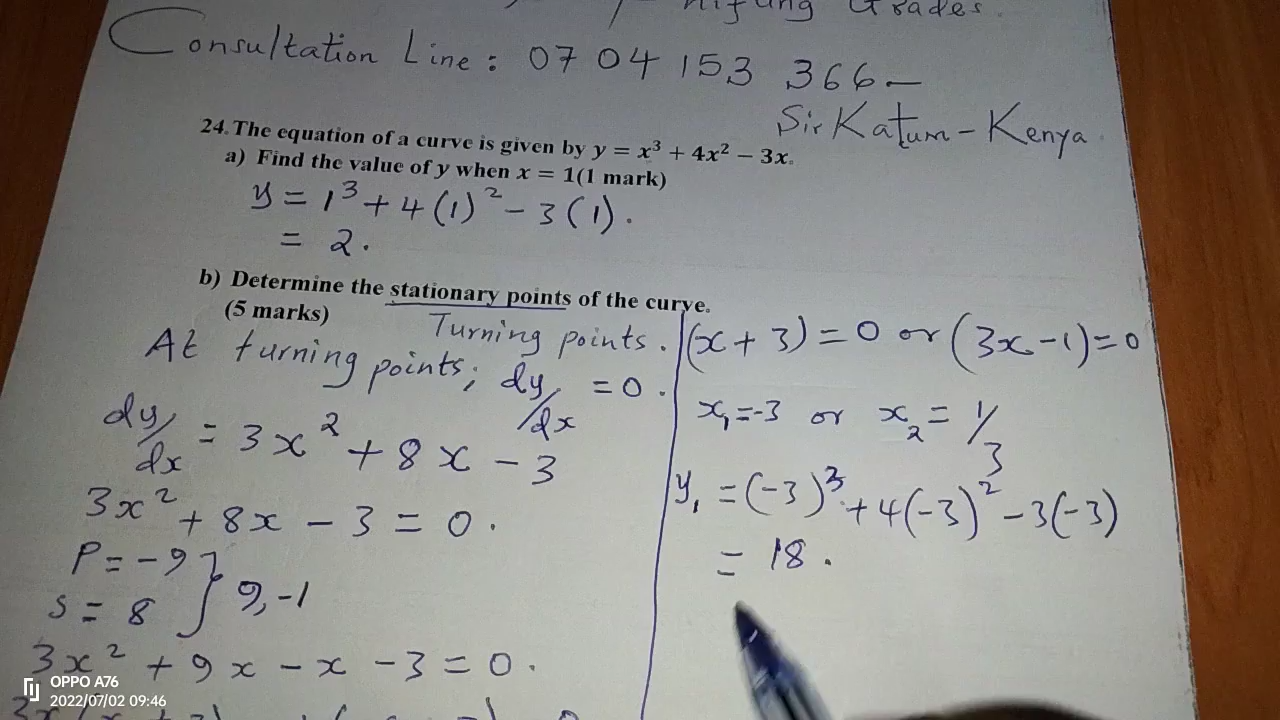 nifung Grades.
Consultation Line: 0704 153 366 –
Sir Katum - Kenya.
24. The equation of a curve is given by y = x³ + 4x² − 3x.
a) Find the value of y when x = 1(1 mark)
y = 1³ + 4(1)² − 3(1).
= 2.
b) Determine the stationary points of the curve.
(5 marks)
Turning points.
At turning points; dy/dx = 0.
dy/dx = 3x² + 8x − 3
3x² + 8x − 3 = 0.
P = −9
S = 8 } 9, −1
3x² + 9x − x − 3 = 0.
(x + 3) = 0 or (3x − 1) = 0
x₁ = −3 or x₂ = 1/3
y₁ = (−3)³ + 4(−3)² − 3(−3)
= 18.
OPPO A76
2022/07/02 09:46